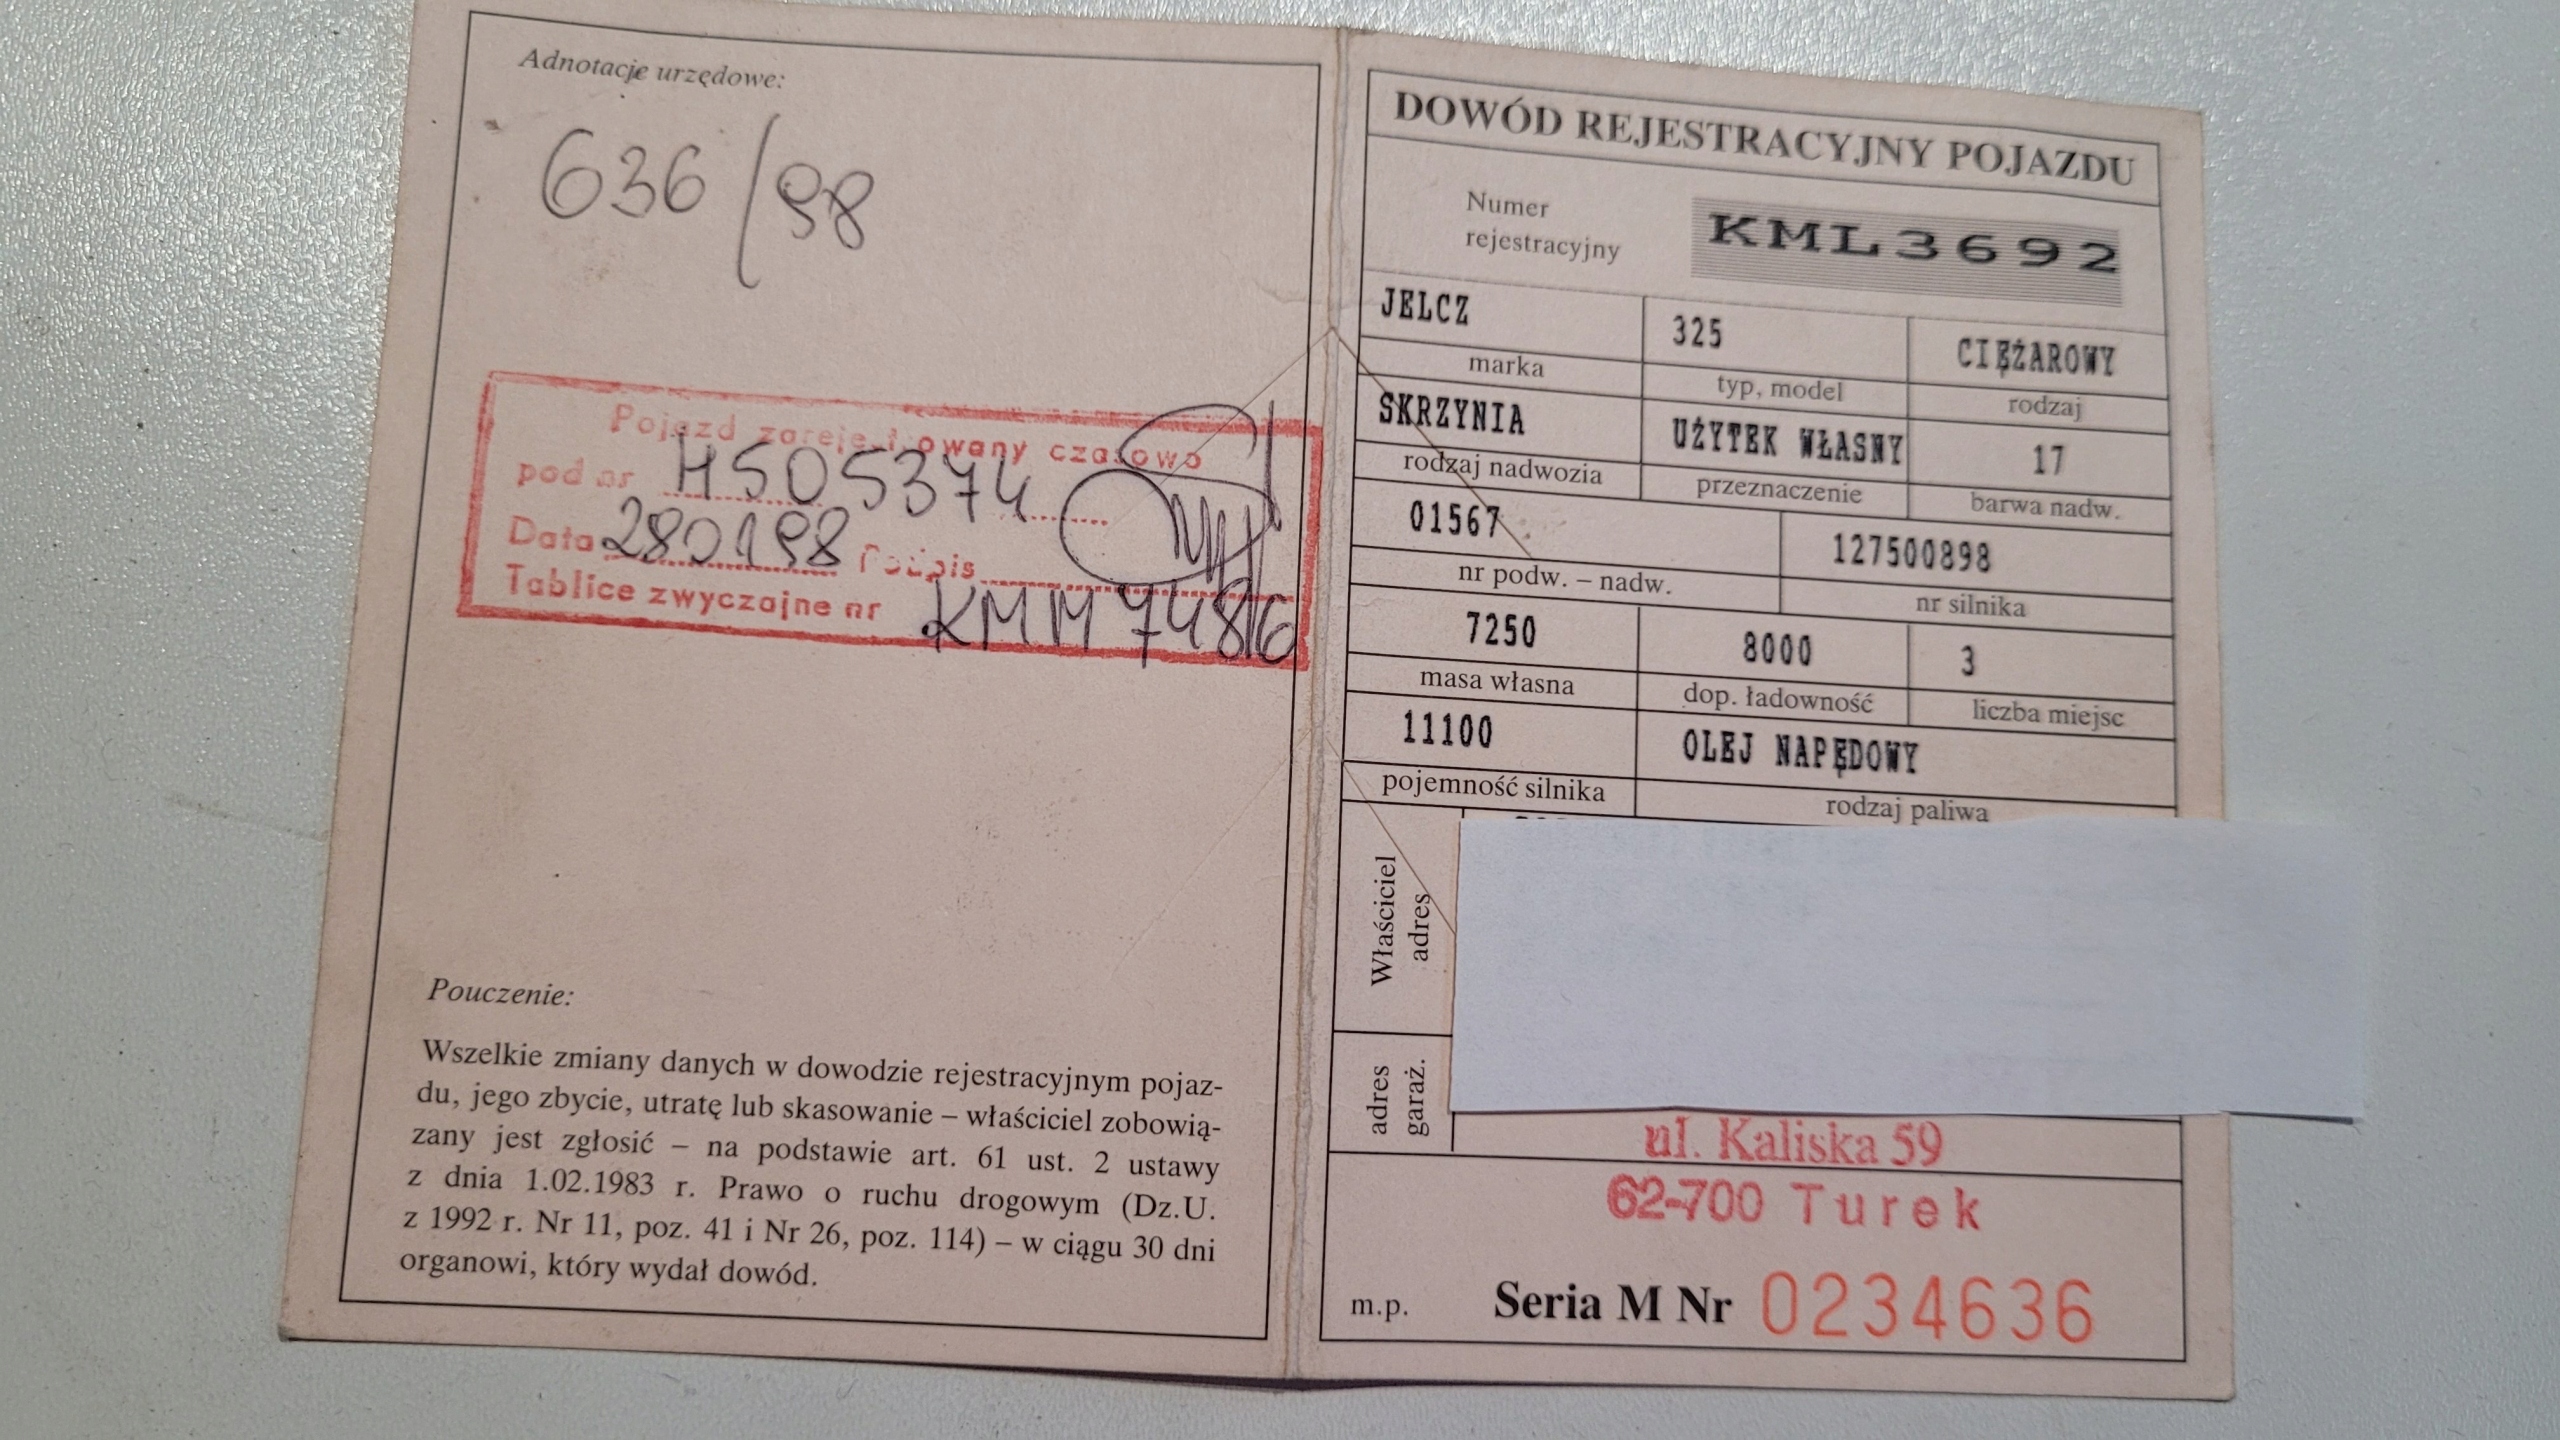 Adnotacje urzędowe:
636/98
Pojazd zarejestrowany czasowo
pod nr H505374
Data 280198 Podpis
Tablice zwyczajne nr KMM 7486
Pouczenie:
Wszelkie zmiany danych w dowodzie rejestracyjnym pojaz-
du, jego zbycie, utratę lub skasowanie – właściciel zobowią-
zany jest zgłosić – na podstawie art. 61 ust. 2 ustawy
z dnia 1.02.1983 r. Prawo o ruchu drogowym (Dz.U.
z 1992 r. Nr 11, poz. 41 i Nr 26, poz. 114) – w ciągu 30 dni
organowi, który wydał dowód.
DOWÓD REJESTRACYJNY POJAZDU
Numer
rejestracyjny
KML3692
JELCZ 325 CIĘŻAROWY
marka typ, model rodzaj
SKRZYNIA UŻYTEK WŁASNY 17
rodzaj nadwozia przeznaczenie barwa nadw.
01567 127500898
nr podw. – nadw. nr silnika
7250 8000 3
masa własna dop. ładowność liczba miejsc
11100 OLEJ NAPĘDOWY
pojemność silnika rodzaj paliwa
Właściciel
adres
adres
garaż.
ul. Kaliska 59
62-700 Turek
m.p. Seria M Nr 0234636